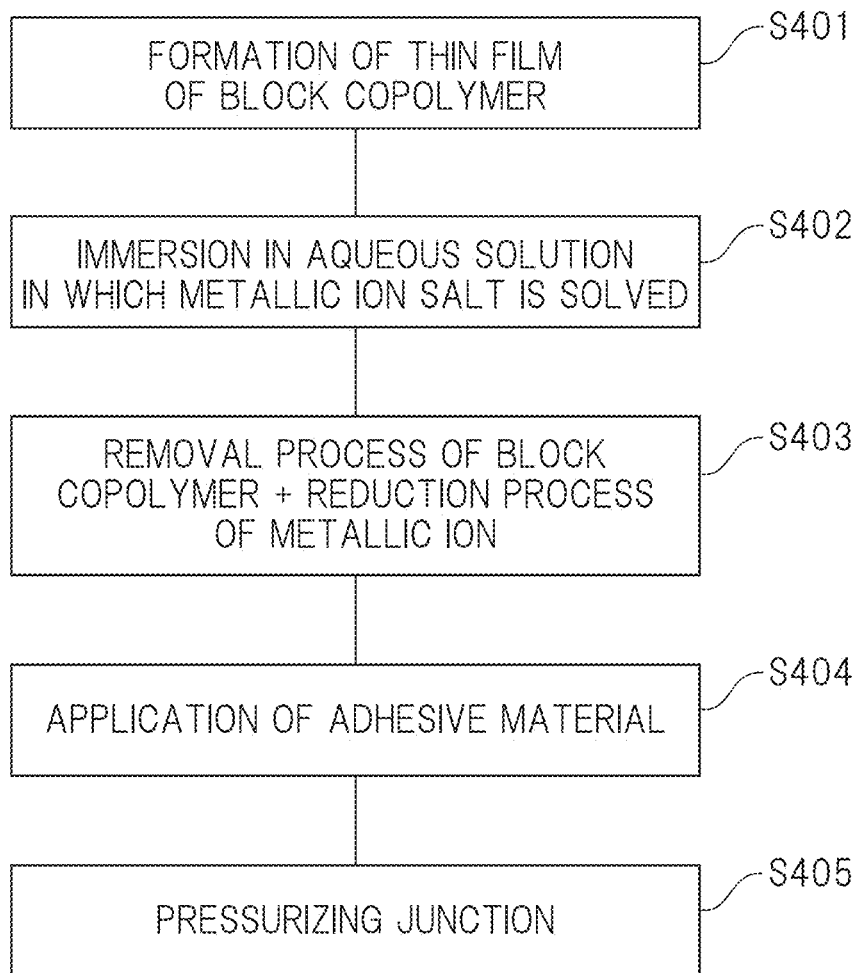 S401
FORMATION OF THIN FILM
OF BLOCK COPOLYMER
S402
IMMERSION IN AQUEOUS SOLUTION
IN WHICH METALLIC ION SALT IS SOLVED
S403
REMOVAL PROCESS OF BLOCK
COPOLYMER + REDUCTION PROCESS
OF METALLIC ION
S404
APPLICATION OF ADHESIVE MATERIAL
S405
PRESSURIZING JUNCTION